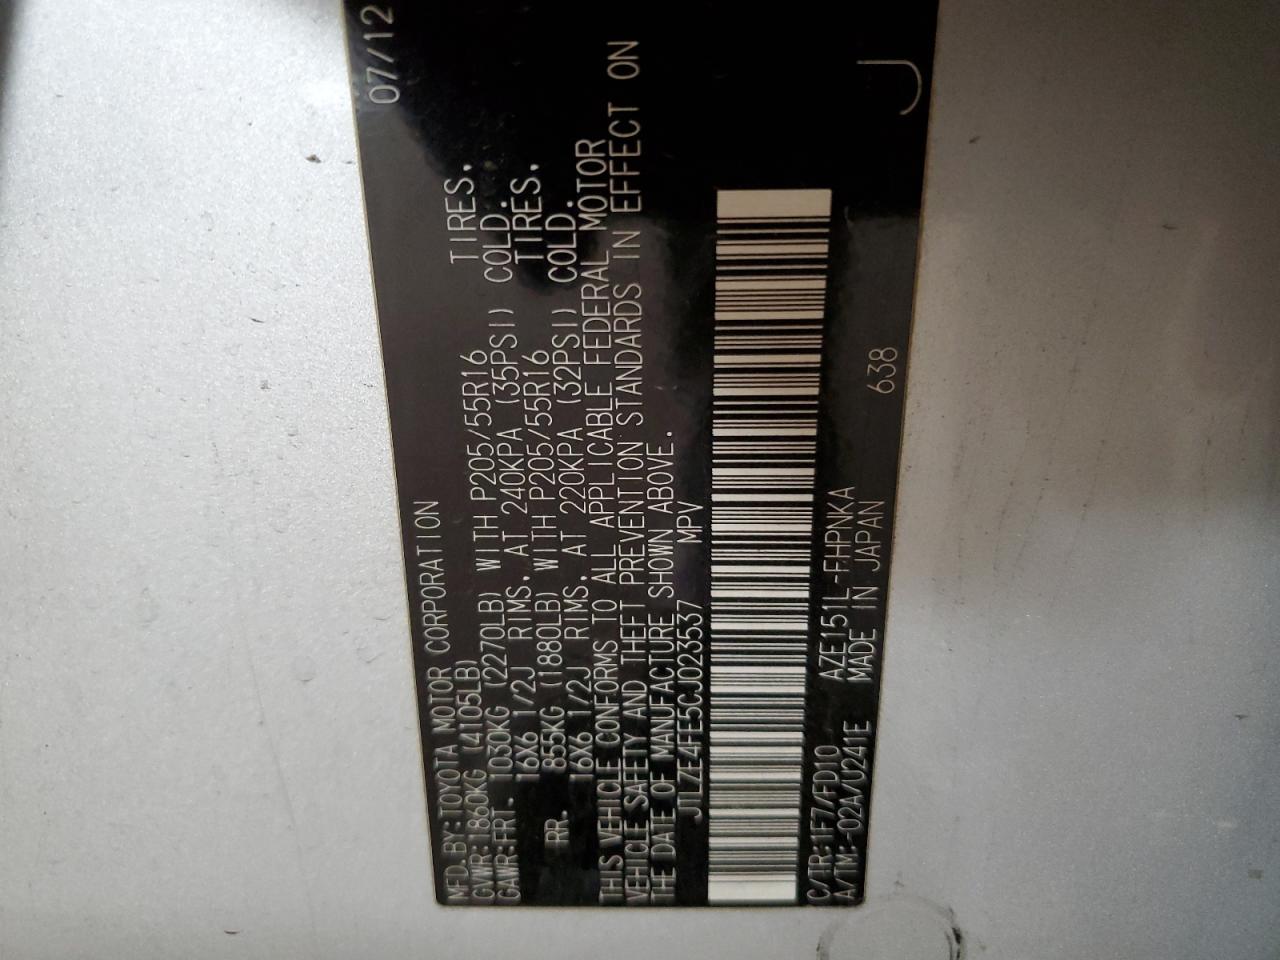 MFD.BY:TOYOTA MOTOR CORPORATION 07/12
GVWR:1860KG (4105LB)
GAWR:FRT. 1030KG (2270LB) WITH P205/55R16 TIRES,
16X6 1/2J RIMS, AT 240KPA (35PSI) COLD.
RR. 855KG (1880LB) WITH P205/55R16 TIRES,
16X6 1/2J RIMS, AT 220KPA (32PSI) COLD.
THIS VEHICLE CONFORMS TO ALL APPLICABLE FEDERAL MOTOR
VEHICLE SAFETY AND THEFT PREVENTION STANDARDS IN EFFECT ON
THE DATE OF MANUFACTURE SHOWN ABOVE.
JTLZE4FE5CJ023537 MPV
C/TR:1F7/FD10 AZE151L-FHPNKA
A/TM:-02A/U241E MADE IN JAPAN 638 J